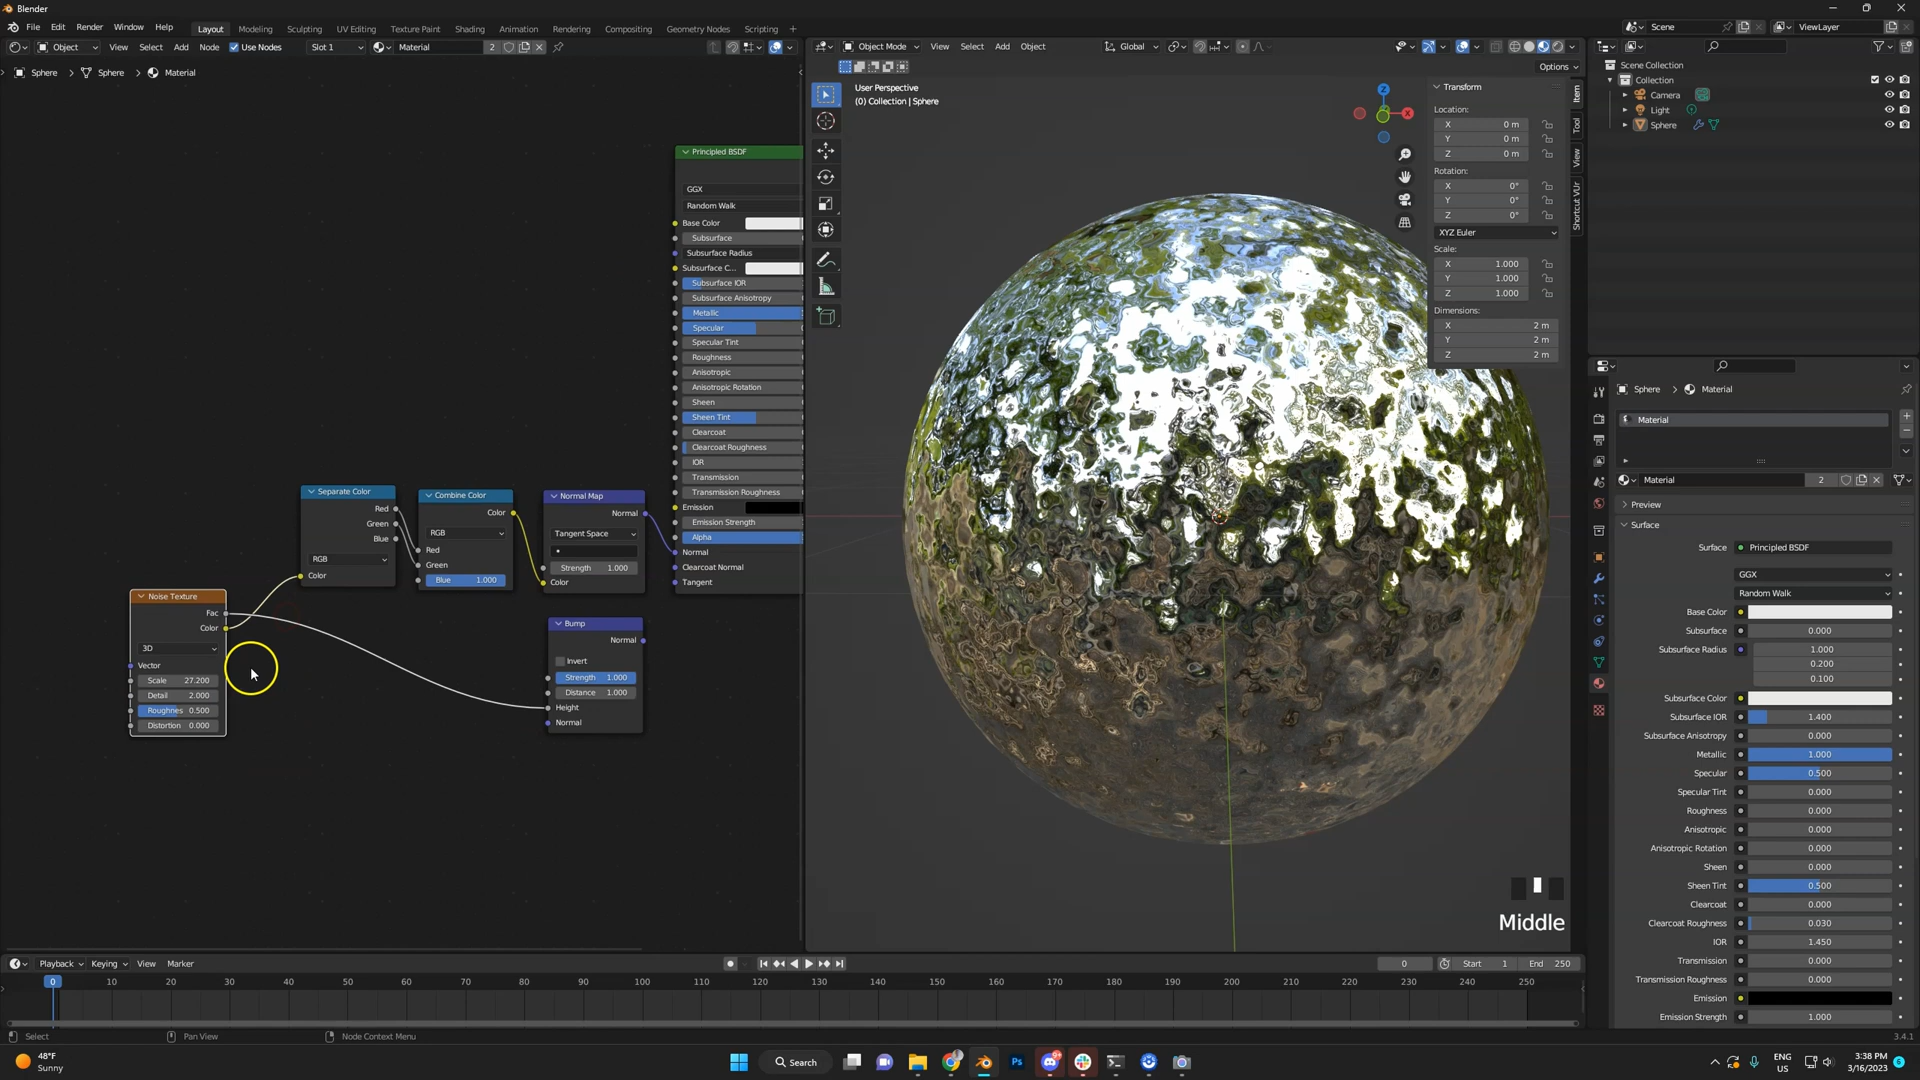 Blender
File Edit Render Window Help Layout Modeling Sculpting UV Editing Texture Paint Shading Animation Rendering Compositing Geometry Nodes Scripting +
Scene ViewLayer
Object View Select Add Node Use Nodes Slot 1 Material 2
Object Mode View Select Add Object Global
Options
Sphere > Sphere > Material
User Perspective
(0) Collection | Sphere
Z
X
Transform
Location:
X 0 m
Y 0 m
Z 0 m
Rotation:
X 0°
Y 0°
Z 0°
XYZ Euler
Scale:
X 1.000
Y 1.000
Z 1.000
Dimensions:
X 2 m
Y 2 m
Z 2 m
Item
Tool
View
Shortcut VUr
Scene Collection
Collection
Camera
Light
Sphere
Principled BSDF
GGX
Random Walk
Base Color
Subsurface
Subsurface Radius
Subsurface C...
Subsurface IOR
Subsurface Anisotropy
Metallic
Specular
Specular Tint
Roughness
Anisotropic
Anisotropic Rotation
Sheen
Sheen Tint
Clearcoat
Clearcoat Roughness
IOR
Transmission
Transmission Roughness
Emission
Emission Strength
Alpha
Normal
Clearcoat Normal
Tangent
Separate Color
Red
Green
Blue
RGB
Color
Combine Color
Color
RGB
Red
Green
Blue 1.000
Normal Map
Normal
Tangent Space
Strength 1.000
Color
Noise Texture
Fac
Color
3D
Vector
Scale 27.200
Detail 2.000
Roughnes 0.500
Distortion 0.000
Bump
Normal
Invert
Strength 1.000
Distance 1.000
Height
Normal
Middle
Sphere > Material
Material
Material 2
Preview
Surface
Surface Principled BSDF
GGX
Random Walk
Base Color
Subsurface 0.000
Subsurface Radius 1.000
0.200
0.100
Subsurface Color
Subsurface IOR 1.400
Subsurface Anisotropy 0.000
Metallic 1.000
Specular 0.500
Specular Tint 0.000
Roughness 0.000
Anisotropic 0.000
Anisotropic Rotation 0.000
Sheen 0.000
Sheen Tint 0.500
Clearcoat 0.000
Clearcoat Roughness 0.030
IOR 1.450
Transmission 0.000
Transmission Roughness 0.000
Emission
Emission Strength 1.000
Playback Keying View Marker 0 Start 1 End 250
0 10 20 30 40 50 60 70 80 90 100 110 120 130 140 150 160 170 180 190 200 210 220 230 240 250
Select Pan View Node Context Menu 3.4.1
48°F
Sunny
Search
Ps
ENG
US
3:38 PM
3/16/2023
6